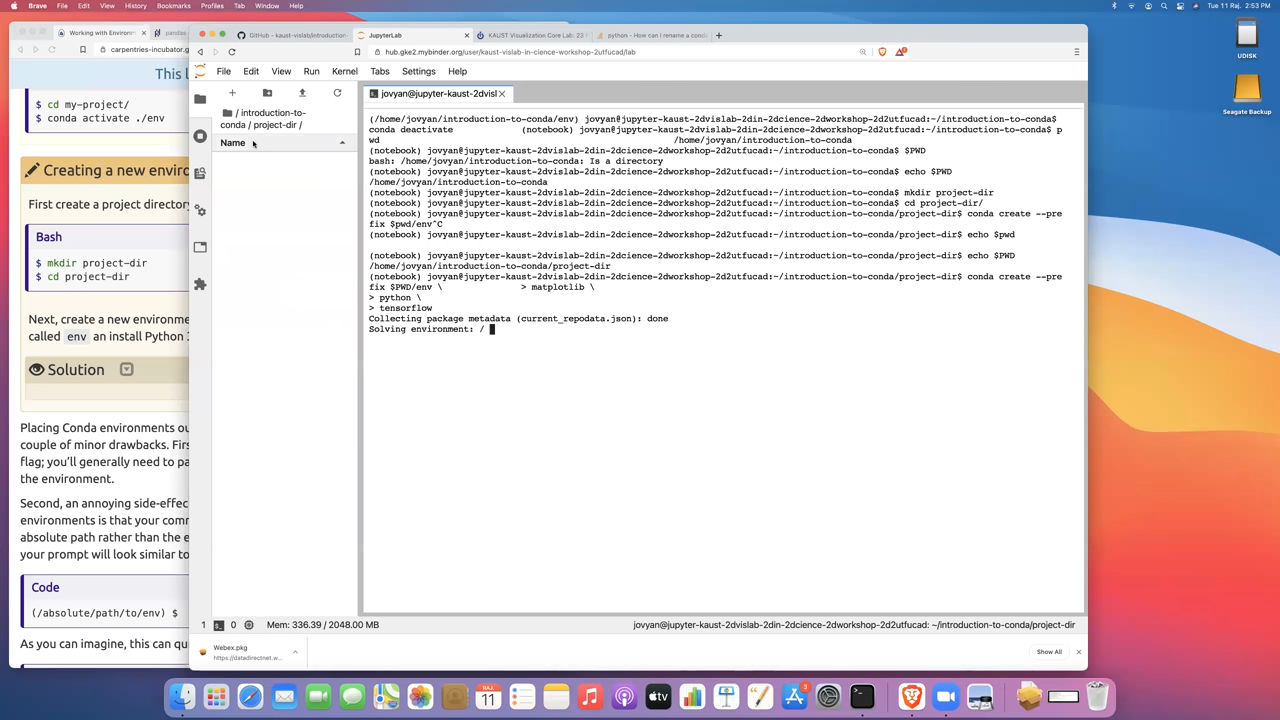 Brave File Edit View History Bookmarks Profiles Tab Window Help
Tue 11 Raj. 2:53 PM
Working with Environm
pandas
carpentries-incubator.g
This l
$ cd my-project/
$ conda activate ./env
Creating a new enviro
First create a project directory
Bash
$ mkdir project-dir
$ cd project-dir
Next, create a new environme
called env an install Python 3
Solution
Placing Conda environments ou
couple of minor drawbacks. Firs
flag; you'll generally need to pa
the environment.
Second, an annoying side-effec
environments is that your comm
absolute path rather than the e
your prompt will look similar to
Code
(/absolute/path/to/env) $
As you can imagine, this can qu
GitHub - kaust-vislab/introduction-
JupyterLab
KAUST Visualization Core Lab: 23
python - How can I rename a conda
hub.gke2.mybinder.org/user/kaust-vislab-in-cience-workshop-2utfucad/lab
File Edit View Run Kernel Tabs Settings Help
/ introduction-to-
conda / project-dir /
Name
jovyan@jupyter-kaust-2dvisl
(/home/jovyan/introduction-to-conda/env) jovyan@jupyter-kaust-2dvislab-2din-2dcience-2dworkshop-2d2utfucad:~/introduction-to-conda$
conda deactivate (notebook) jovyan@jupyter-kaust-2dvislab-2din-2dcience-2dworkshop-2d2utfucad:~/introduction-to-conda$ p
wd /home/jovyan/introduction-to-conda
(notebook) jovyan@jupyter-kaust-2dvislab-2din-2dcience-2dworkshop-2d2utfucad:~/introduction-to-conda$ $PWD
bash: /home/jovyan/introduction-to-conda: Is a directory
(notebook) jovyan@jupyter-kaust-2dvislab-2din-2dcience-2dworkshop-2d2utfucad:~/introduction-to-conda$ echo $PWD
/home/jovyan/introduction-to-conda
(notebook) jovyan@jupyter-kaust-2dvislab-2din-2dcience-2dworkshop-2d2utfucad:~/introduction-to-conda$ mkdir project-dir
(notebook) jovyan@jupyter-kaust-2dvislab-2din-2dcience-2dworkshop-2d2utfucad:~/introduction-to-conda$ cd project-dir/
(notebook) jovyan@jupyter-kaust-2dvislab-2din-2dcience-2dworkshop-2d2utfucad:~/introduction-to-conda/project-dir$ conda create --pre
fix $pwd/env^C
(notebook) jovyan@jupyter-kaust-2dvislab-2din-2dcience-2dworkshop-2d2utfucad:~/introduction-to-conda/project-dir$ echo $pwd
(notebook) jovyan@jupyter-kaust-2dvislab-2din-2dcience-2dworkshop-2d2utfucad:~/introduction-to-conda/project-dir$ echo $PWD
/home/jovyan/introduction-to-conda/project-dir
(notebook) jovyan@jupyter-kaust-2dvislab-2din-2dcience-2dworkshop-2d2utfucad:~/introduction-to-conda/project-dir$ conda create --pre
fix $PWD/env \ > matplotlib \
> python \
> tensorflow
Collecting package metadata (current_repodata.json): done
Solving environment: /
1 0 Mem: 336.39 / 2048.00 MB
jovyan@jupyter-kaust-2dvislab-2din-2dcience-2dworkshop-2d2utfucad: ~/introduction-to-conda/project-dir
Webex.pkg
https://datadirectnet.w...
Show All
UDISK
Seagate Backup
RAJ.
11
tv
3